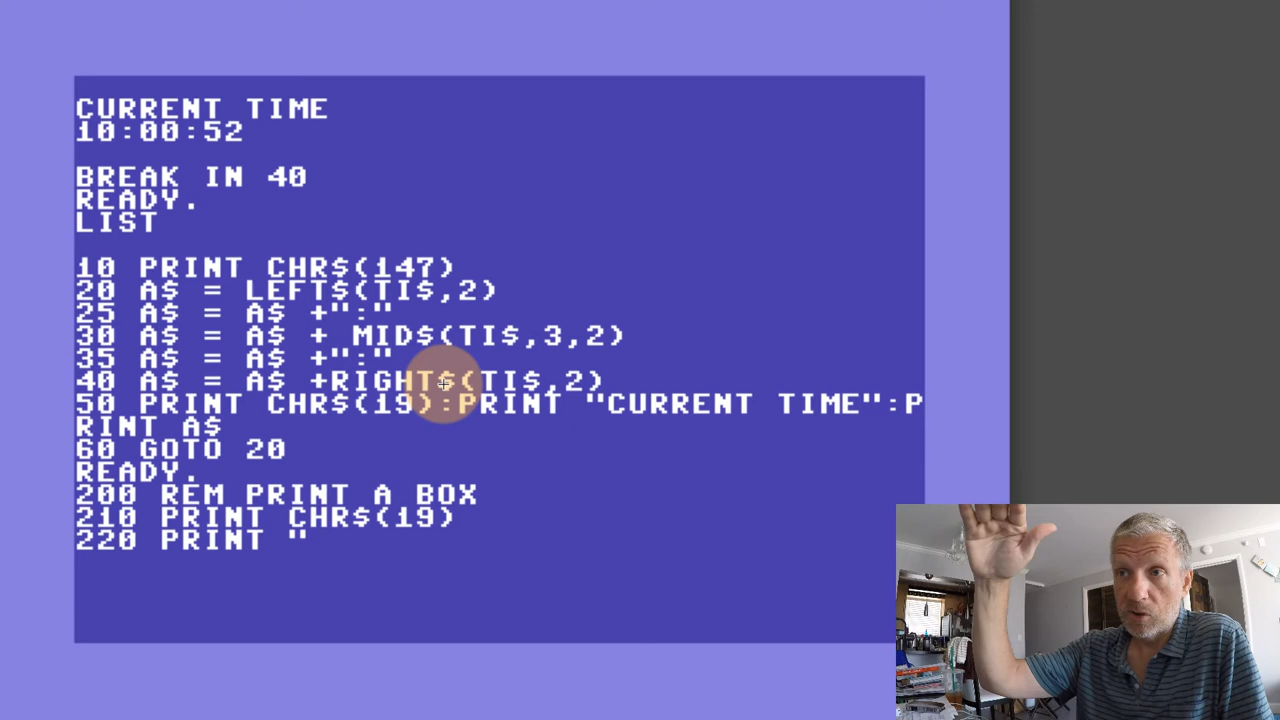 CURRENT TIME
10:00:52
BREAK IN 40
READY.
LIST
10 PRINT CHR$(147)
20 A$ = LEFT$(TI$,2)
25 A$ = A$ +":"
30 A$ = A$ + MID$(TI$,3,2)
35 A$ = A$ +":"
40 A$ = A$ +RIGHT$(TI$,2)
50 PRINT CHR$(19):PRINT "CURRENT TIME":P
RINT A$
60 GOTO 20
READY.
200 REM PRINT A BOX
210 PRINT CHR$(19)
220 PRINT "